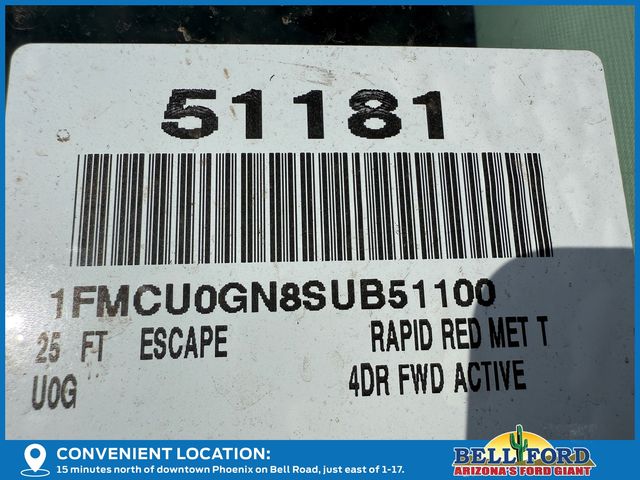 51181
1FMCU0GN8SUB51100
25 FT ESCAPE RAPID RED MET T
U0G 4DR FWD ACTIVE
CONVENIENT LOCATION:
15 minutes north of downtown Phoenix on Bell Road, just east of 1-17.
BELL FORD
ARIZONA'S FORD GIANT